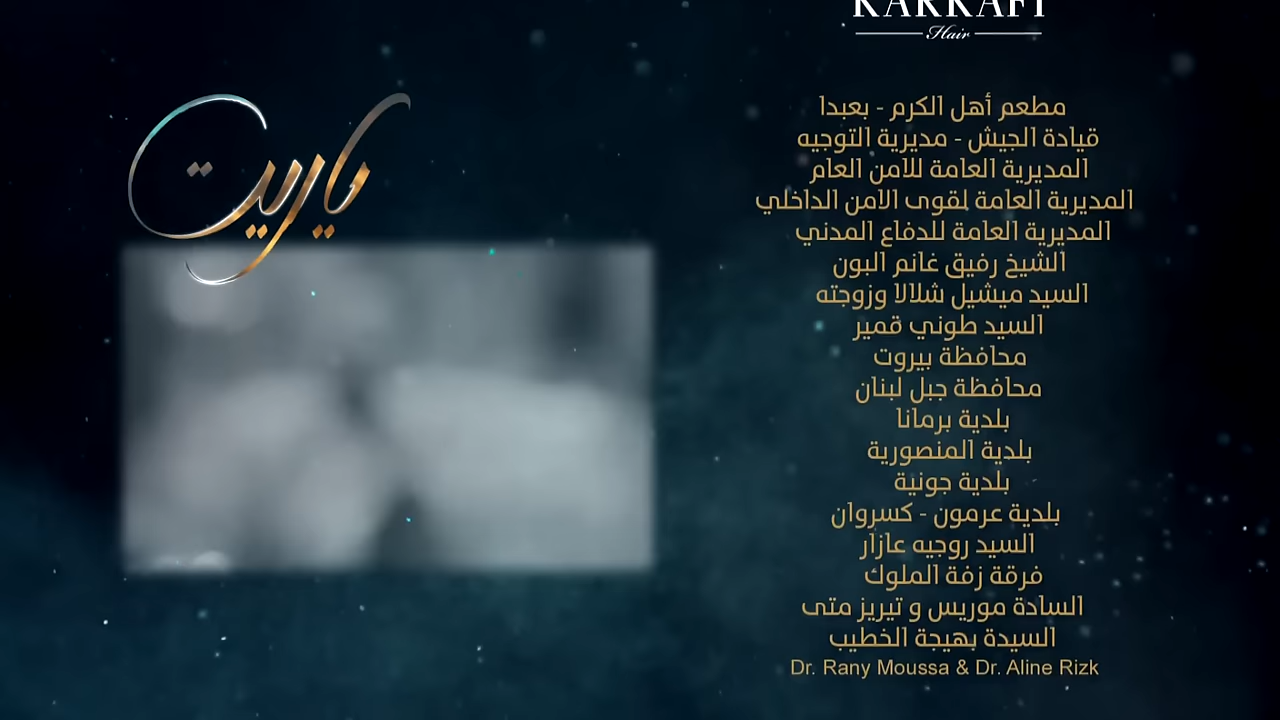 KARKAFI
Hair
ياريت
مطعم أهل الكرم - بعبدا
قيادة الجيش - مديرية التوجيه
المديرية العامة للامن العام
المديرية العامة لقوى الامن الداخلي
المديرية العامة للدفاع المدني
الشيخ رفيق غانم البون
السيد ميشيل شلالا وزوجته
السيد طوني قمير
محافظة بيروت
محافظة جبل لبنان
بلدية برمانا
بلدية المنصورية
بلدية جونية
بلدية عرمون - كسروان
السيد روجيه عازار
فرقة زفة الملوك
السادة موريس و تيريز متى
السيدة بهيجة الخطيب
Dr. Rany Moussa & Dr. Aline Rizk